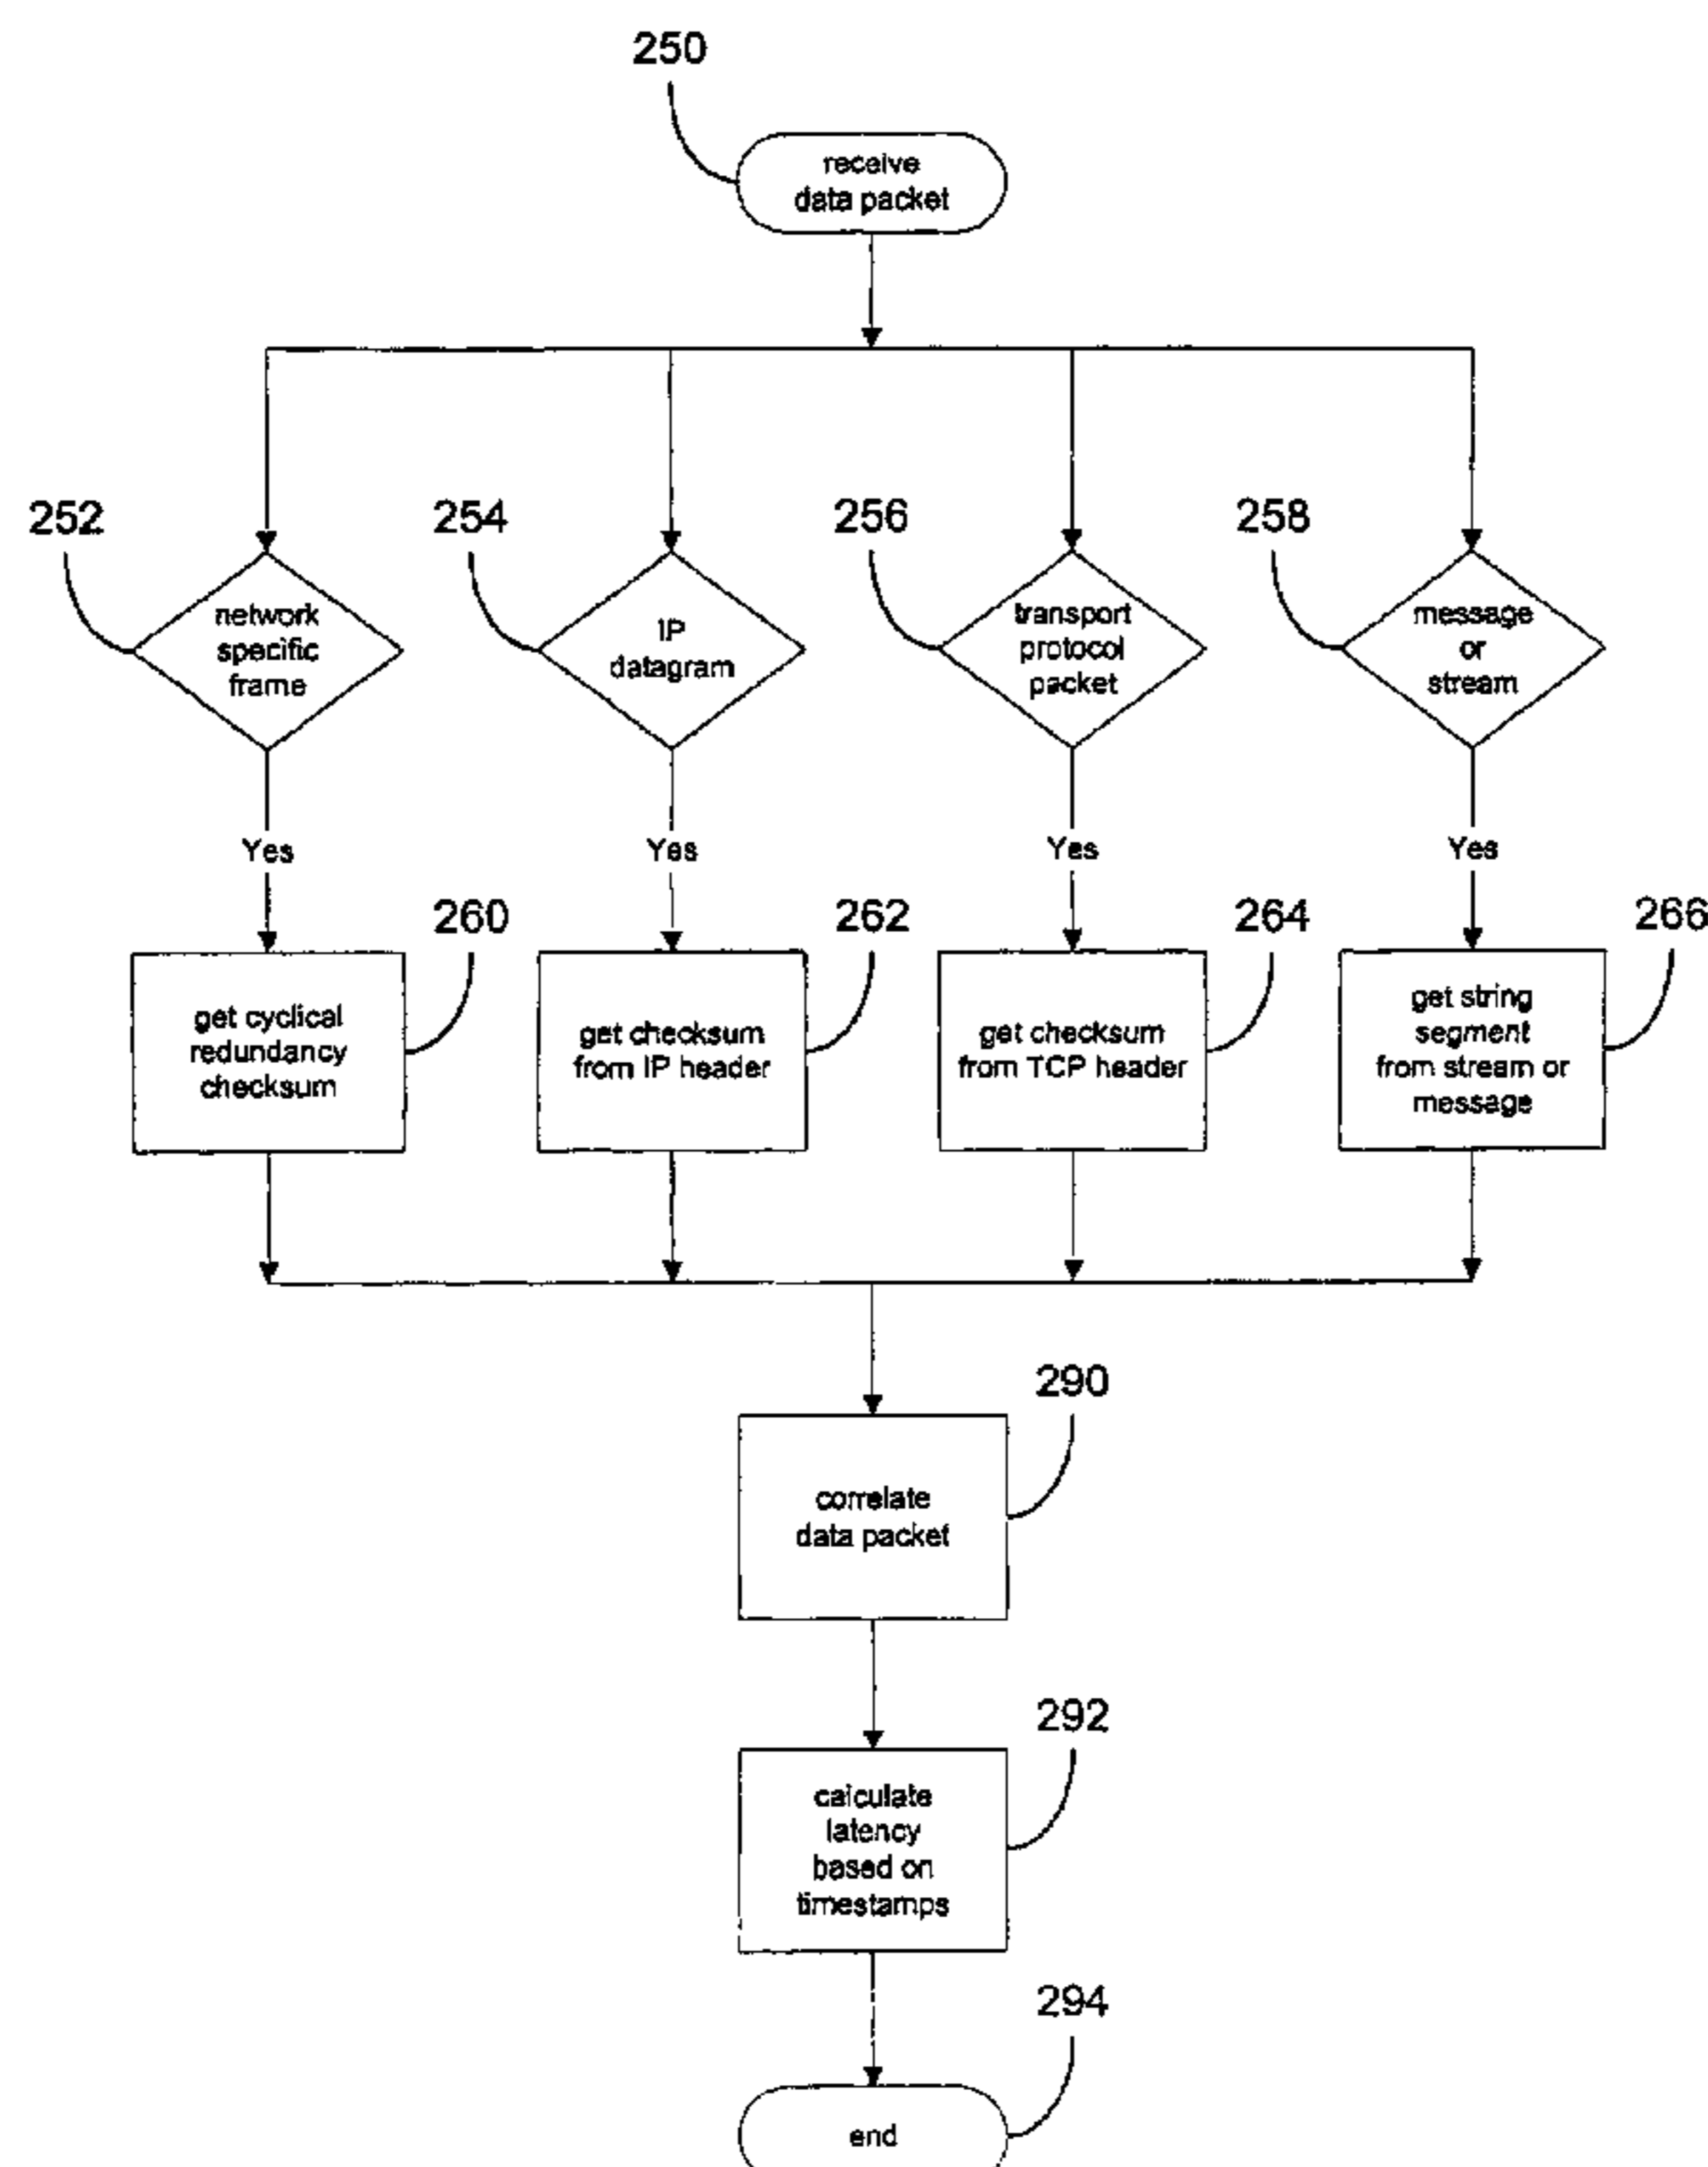 250
receive
data packet
252
254
256
258
network
specific
frame
IP
datagram
transport
protocol
packet
message
or
stream
Yes
Yes
Yes
Yes
260
262
264
266
get cyclical
redundancy
checksum
get checksum
from IP header
get checksum
from TCP header
get string
segment
from stream or
message
290
correlate
data packet
292
calculate
latency
based on
timestamps
294
end